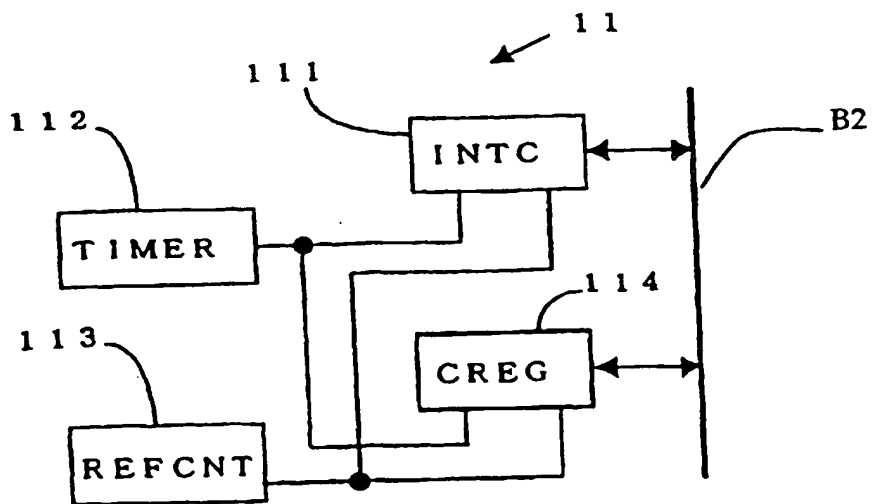 11
111
112
INTC
B2
TIMER
114
113
CREG
REFCNT